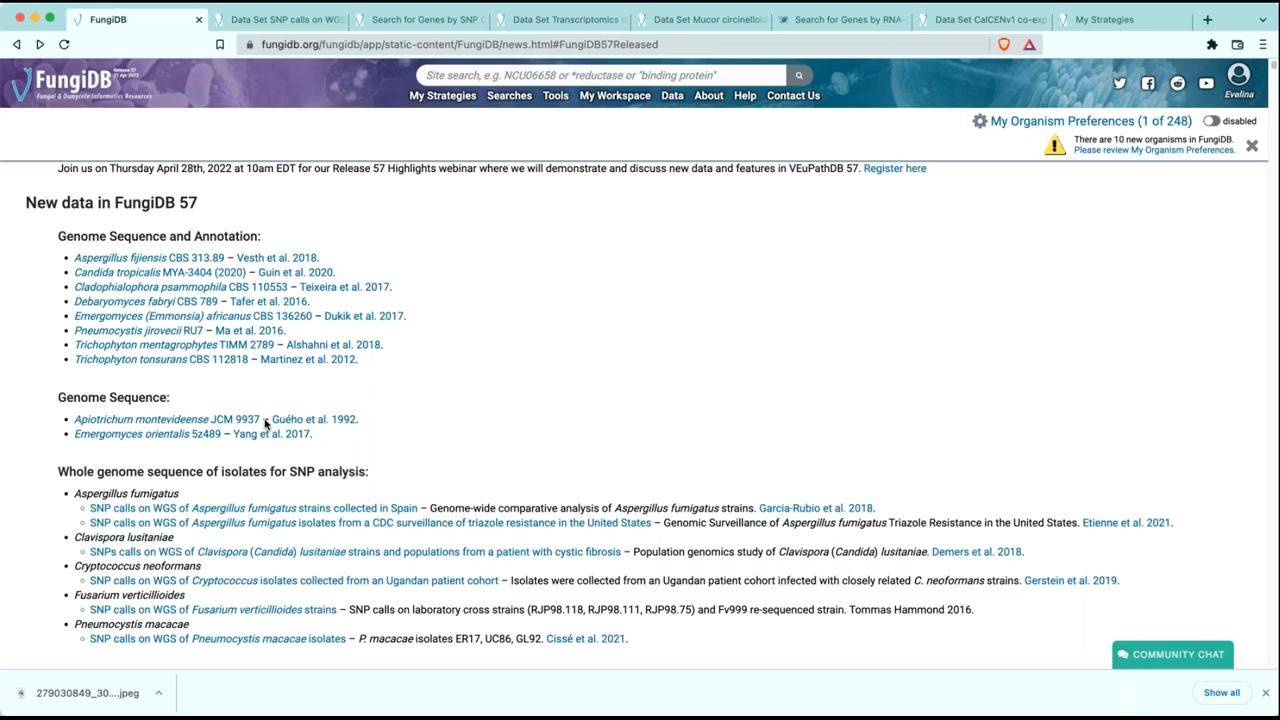 FungiDB
Data Set SNP calls on WGS
Search for Genes by SNP C
Data Set Transcriptomics o
Data Set Mucor circinelloid
Search for Genes by RNA-
Data Set CalCENv1 co-exp
My Strategies
fungidb.org/fungidb/app/static-content/FungiDB/news.html#FungiDB57Released
FungiDB
Release 57
21 Apr 2022
Fungal & Oomycete Informatics Resources
Site search, e.g. NCU06658 or *reductase or "binding protein"
My Strategies Searches Tools My Workspace Data About Help Contact Us
Evelina
My Organism Preferences (1 of 248) disabled
There are 10 new organisms in FungiDB.
Please review My Organism Preferences.
Join us on Thursday April 28th, 2022 at 10am EDT for our Release 57 Highlights webinar where we will demonstrate and discuss new data and features in VEuPathDB 57. Register here
New data in FungiDB 57
Genome Sequence and Annotation:
• Aspergillus fijiensis CBS 313.89 – Vesth et al. 2018.
• Candida tropicalis MYA-3404 (2020) – Guin et al. 2020.
• Cladophialophora psammophila CBS 110553 – Teixeira et al. 2017.
• Debaryomyces fabryi CBS 789 – Tafer et al. 2016.
• Emergomyces (Emmonsia) africanus CBS 136260 – Dukik et al. 2017.
• Pneumocystis jirovecii RU7 – Ma et al. 2016.
• Trichophyton mentagrophytes TIMM 2789 – Alshahni et al. 2018.
• Trichophyton tonsurans CBS 112818 – Martinez et al. 2012.
Genome Sequence:
• Apiotrichum montevideense JCM 9937 – Guého et al. 1992.
• Emergomyces orientalis 5z489 – Yang et al. 2017.
Whole genome sequence of isolates for SNP analysis:
• Aspergillus fumigatus
○ SNP calls on WGS of Aspergillus fumigatus strains collected in Spain – Genome-wide comparative analysis of Aspergillus fumigatus strains. Garcia-Rubio et al. 2018.
○ SNP calls on WGS of Aspergillus fumigatus isolates from a CDC surveillance of triazole resistance in the United States – Genomic Surveillance of Aspergillus fumigatus Triazole Resistance in the United States. Etienne et al. 2021.
• Clavispora lusitaniae
○ SNPs calls on WGS of Clavispora (Candida) lusitaniae strains and populations from a patient with cystic fibrosis – Population genomics study of Clavispora (Candida) lusitaniae. Demers et al. 2018.
• Cryptococcus neoformans
○ SNP calls on WGS of Cryptococcus isolates collected from an Ugandan patient cohort – Isolates were collected from an Ugandan patient cohort infected with closely related C. neoformans strains. Gerstein et al. 2019.
• Fusarium verticillioides
○ SNP calls on WGS of Fusarium verticillioides strains – SNP calls on laboratory cross strains (RJP98.118, RJP98.111, RJP98.75) and Fv999 re-sequenced strain. Tommas Hammond 2016.
• Pneumocystis macacae
○ SNP calls on WGS of Pneumocystis macacae isolates – P. macacae isolates ER17, UC86, GL92. Cissé et al. 2021.
COMMUNITY CHAT
279030849_30....jpeg
Show all